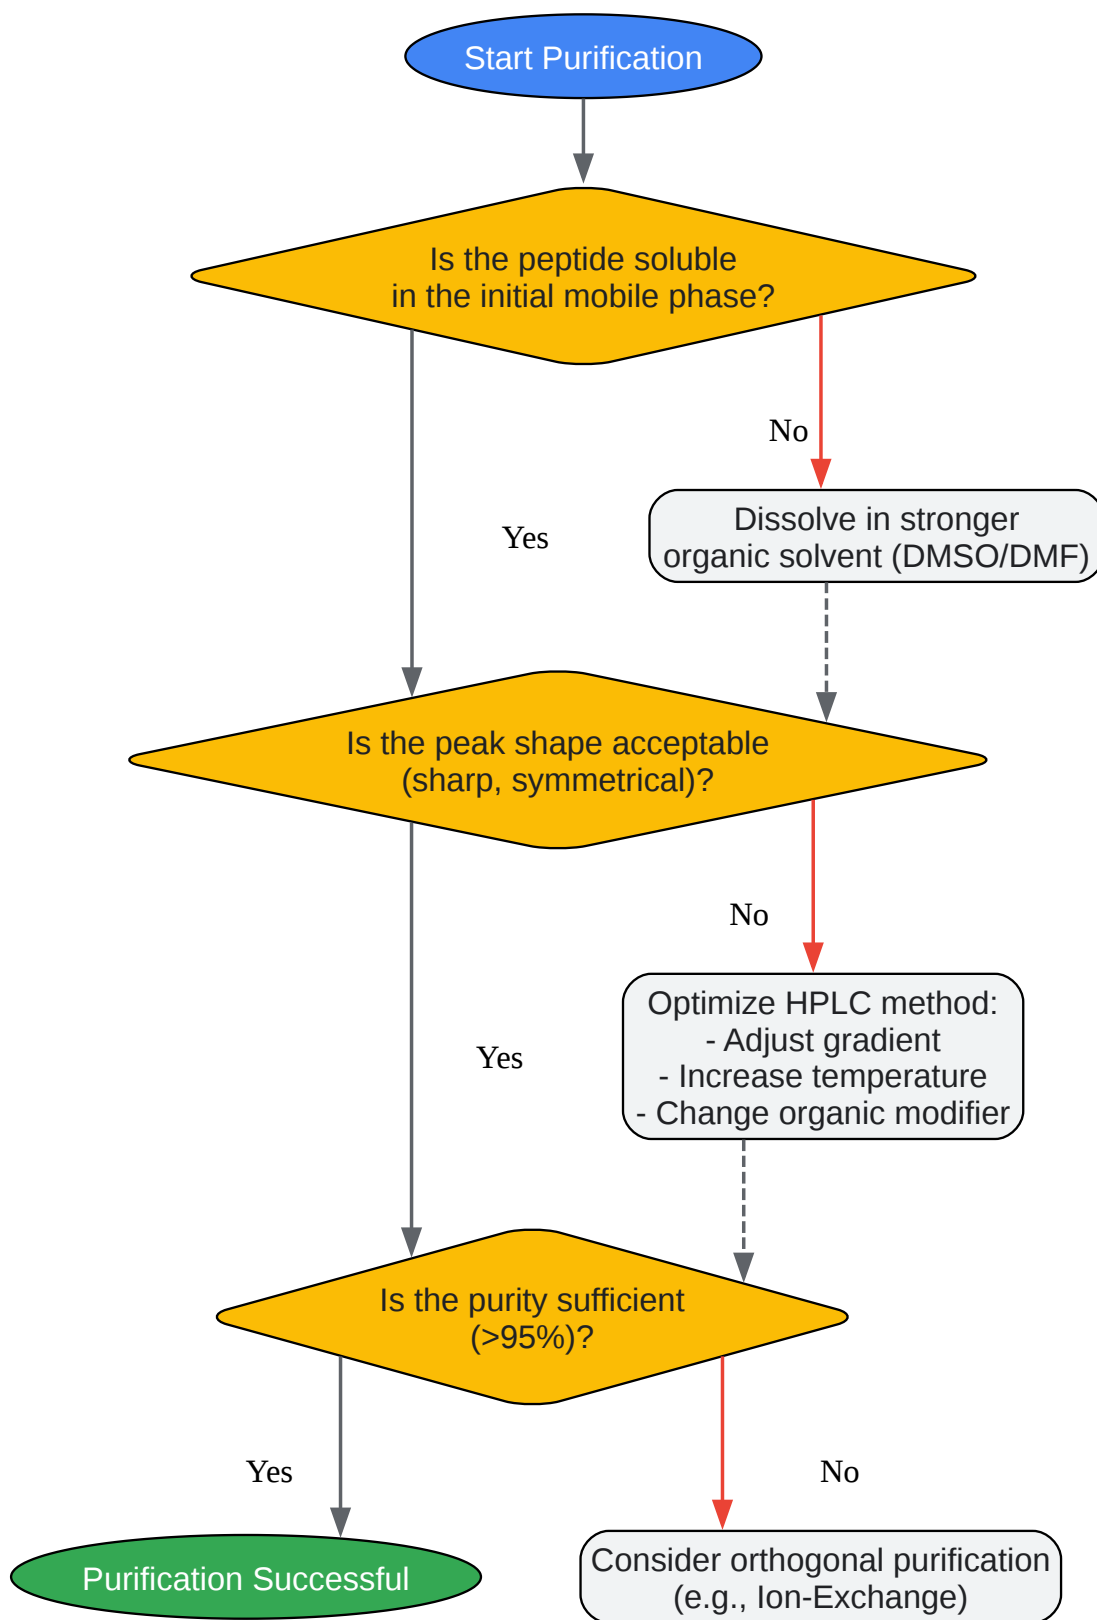 Start Purification
Is the peptide soluble
in the initial mobile phase?
No
Yes
Dissolve in stronger
organic solvent (DMSO/DMF)
Is the peak shape acceptable
(sharp, symmetrical)?
No
Yes
Optimize HPLC method:
- Adjust gradient
- Increase temperature
- Change organic modifier
Is the purity sufficient
(>95%)?
Yes
No
Purification Successful
Consider orthogonal purification
(e.g., Ion-Exchange)